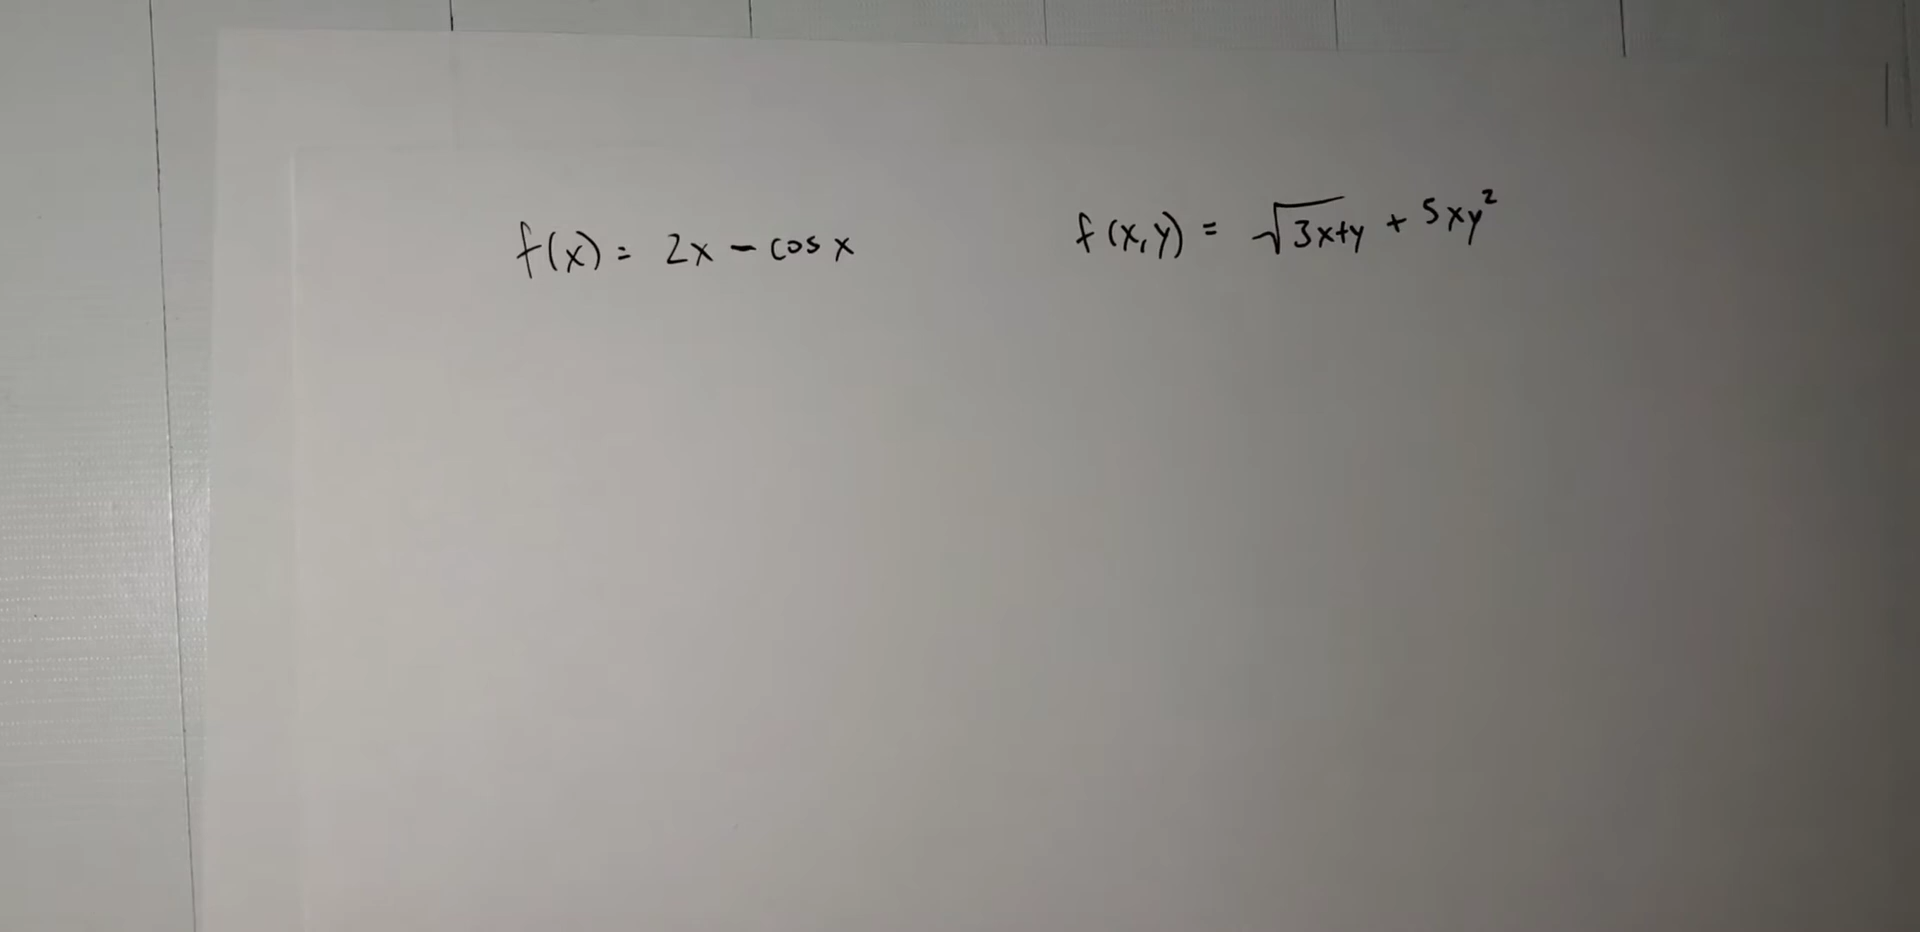 f(x) = 2x - cos x
f(x,y) = √3x+y + 5xy²